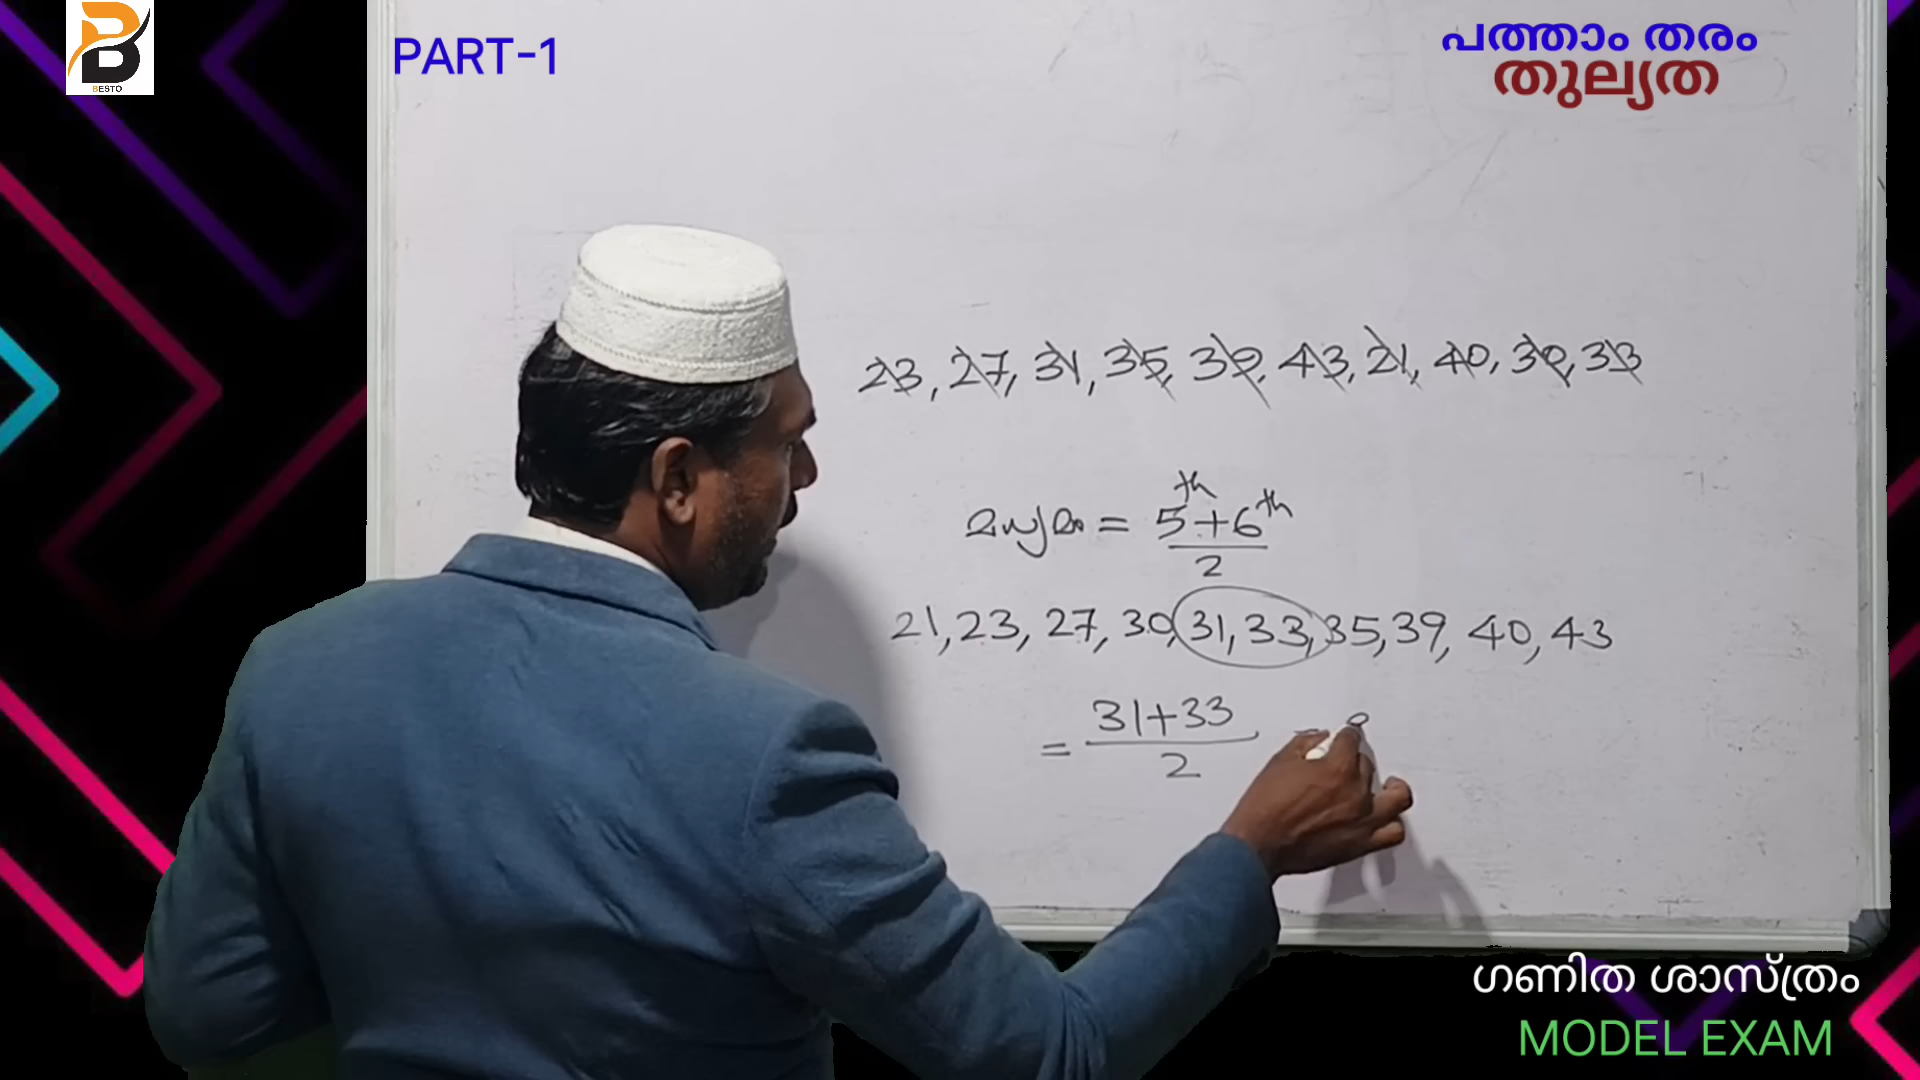 BESTO
PART-1
പത്താം തരം
തുല്യത
23, 27, 31, 35, 39, 43, 21, 40, 30, 33
മധ്യമം = 5th + 6th
2
21, 23, 27, 30, 31, 33, 35, 39, 40, 43
= 31+33
2
ഗണിത ശാസ്ത്രം
MODEL EXAM